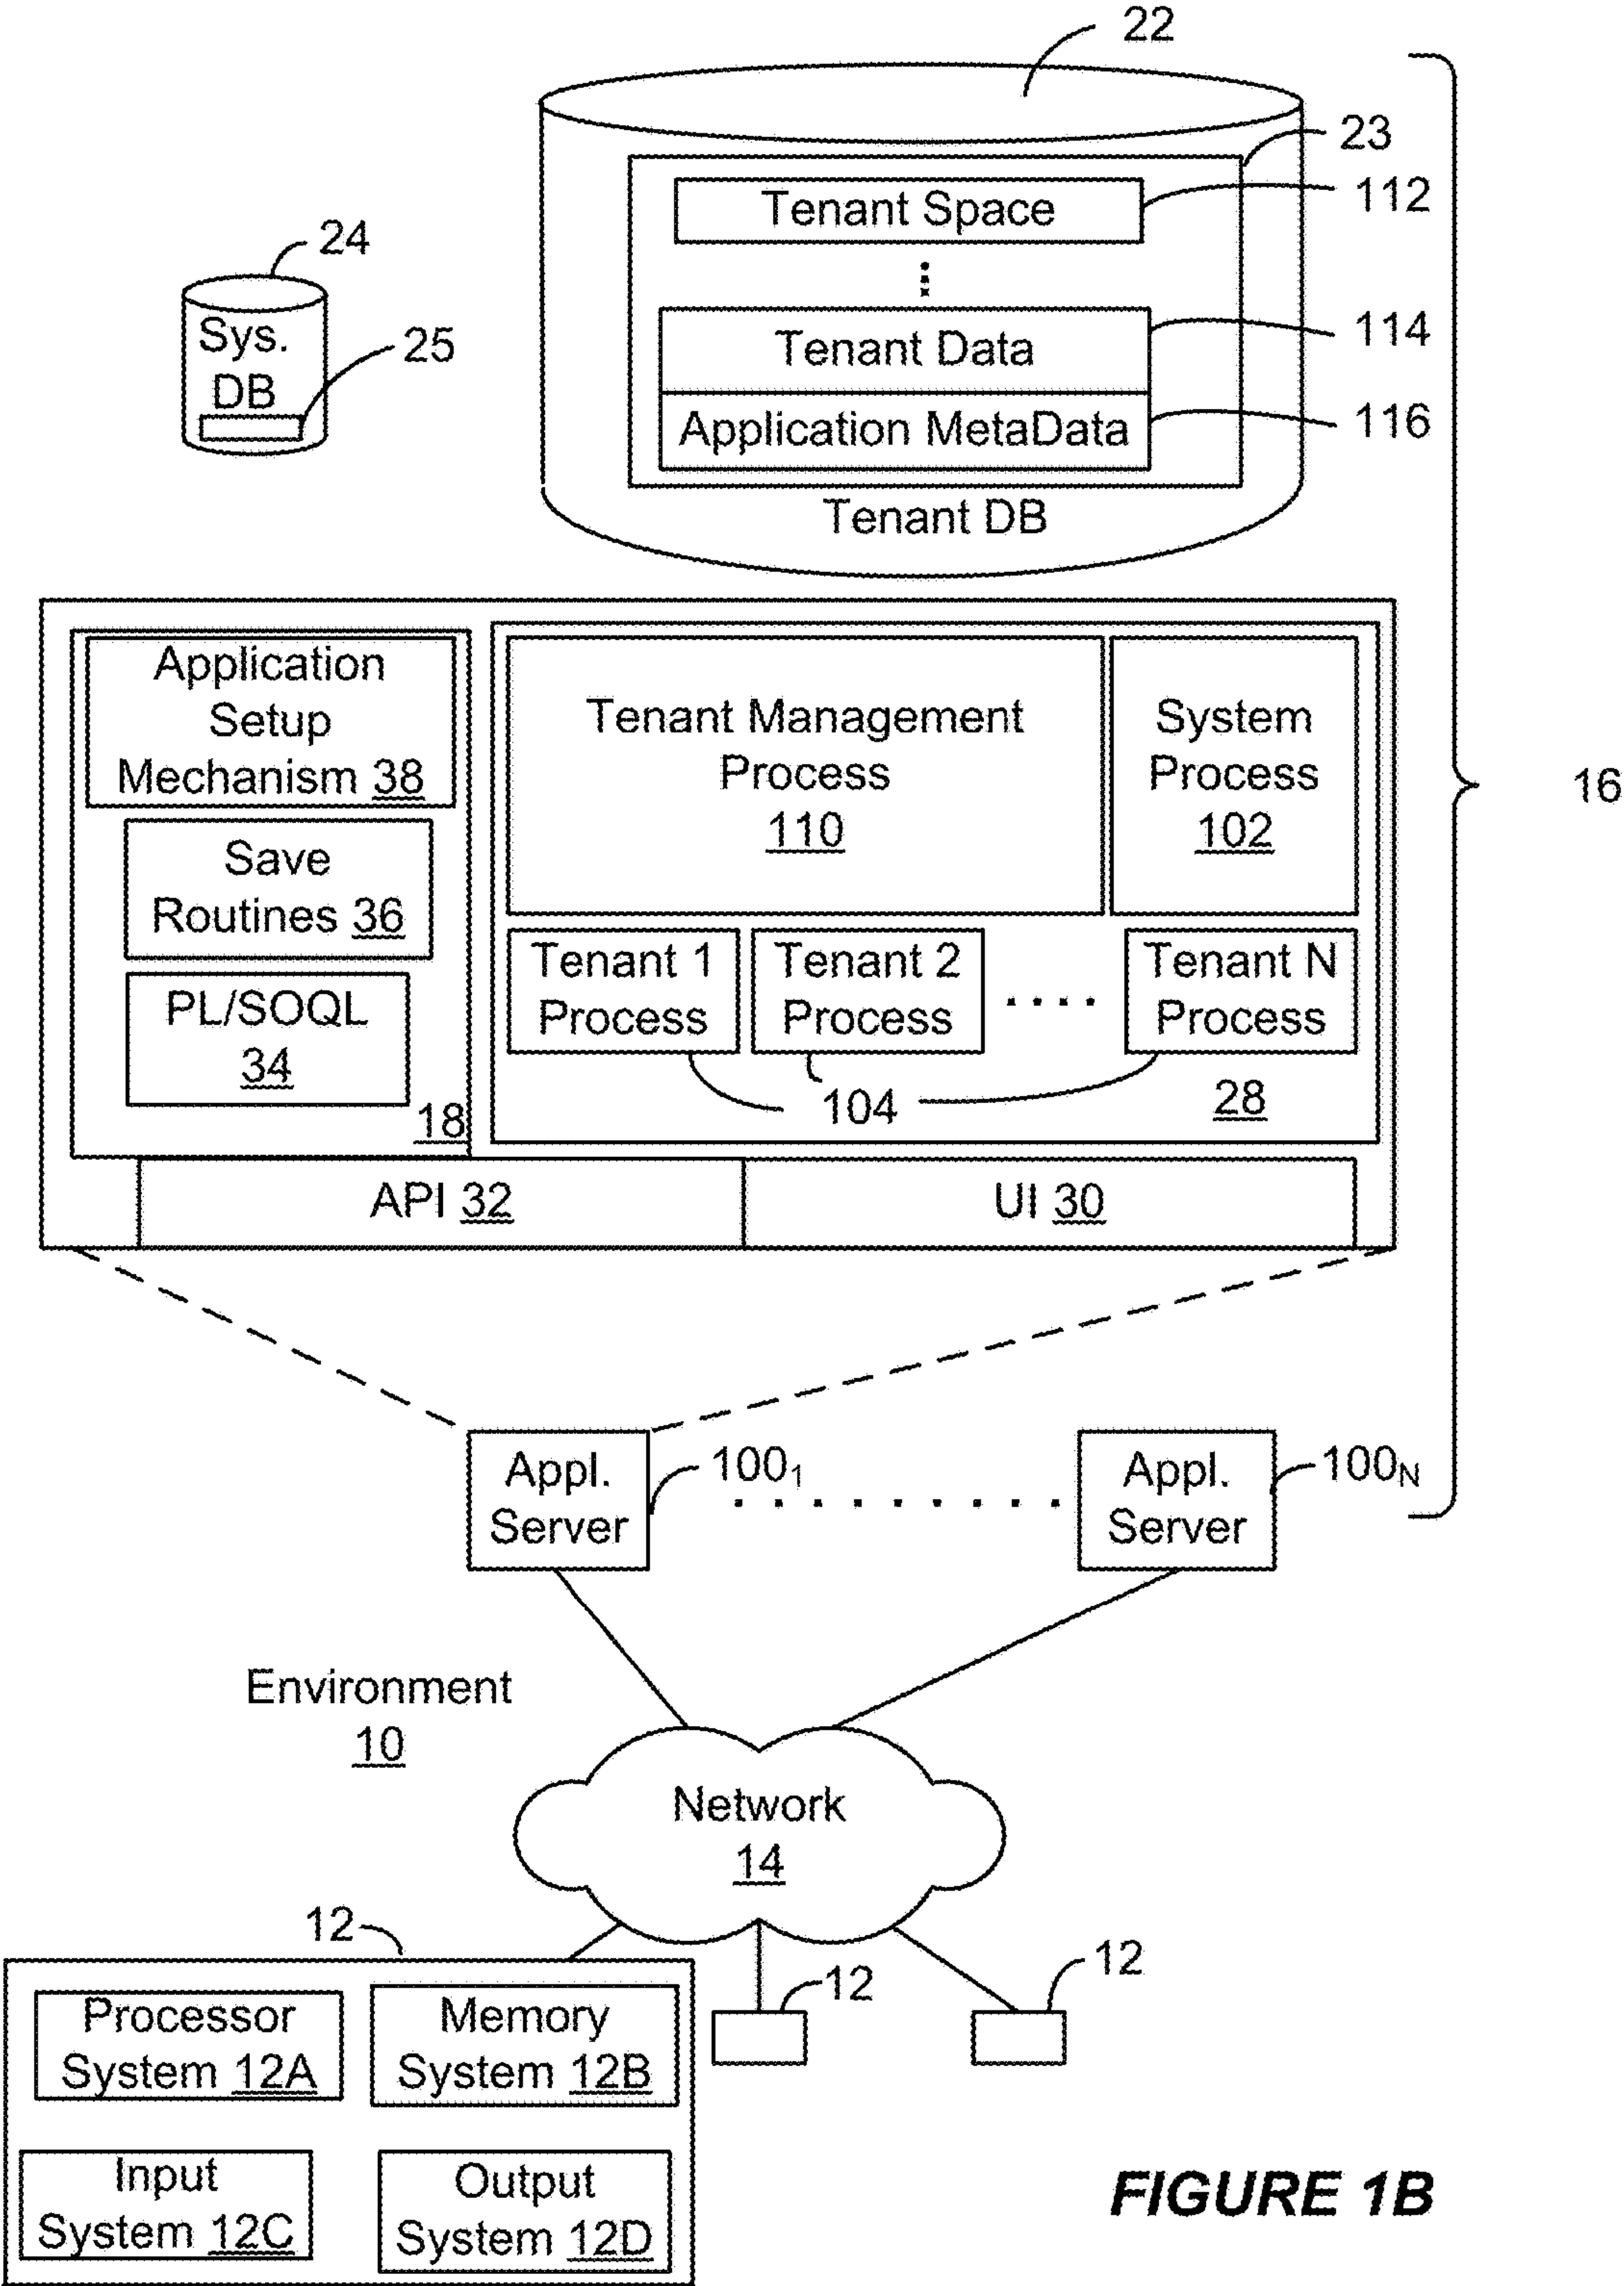 22
23
Tenant Space
112
24
Sys.
DB
25
Tenant Data
114
Application MetaData
116
Tenant DB
Application
Setup
Mechanism 38
Tenant Management
Process
110
System
Process
102
16
Save
Routines 36
Tenant 1
Process
Tenant 2
Process
Tenant N
Process
PL/SOQL
34
104
28
18
API 32
UI 30
Appl.
Server
100₁
Appl.
Server
100N
Environment
10
Network
14
12
12
12
Processor
System 12A
Memory
System 12B
Input
System 12C
Output
System 12D
FIGURE 1B